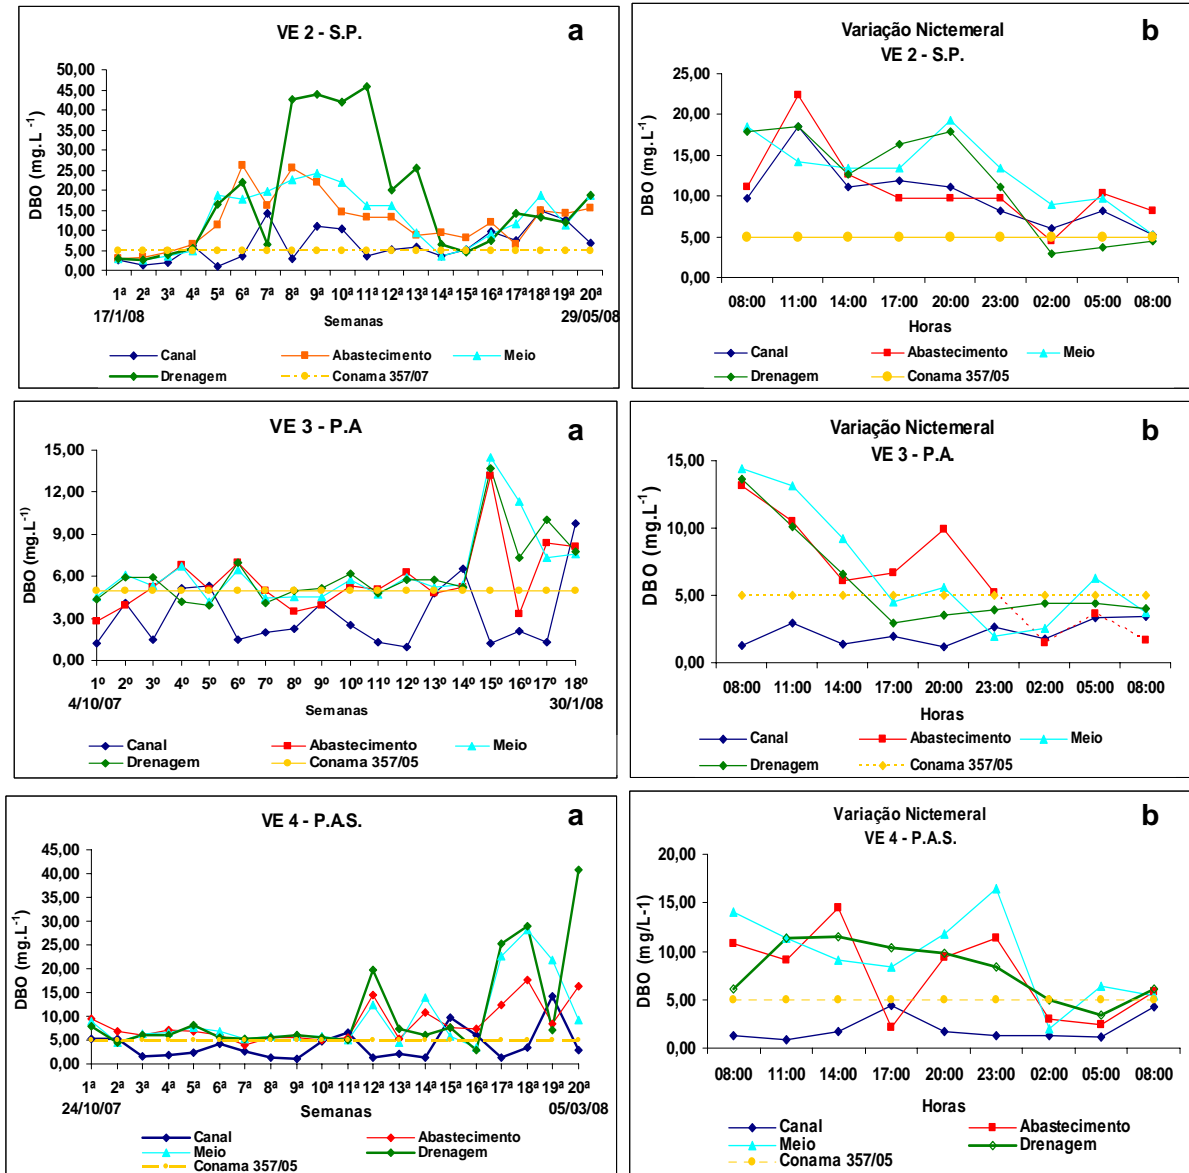 VE 2 - S.P.
a
DBO (mg.L-1)
50,00
45,00
40,00
35,00
30,00
25,00
20,00
15,00
10,00
5,00
0,00
1ª 2ª 3ª 4ª 5ª 6ª 7ª 8ª 9ª 10ª 11ª 12ª 13ª 14ª 15ª 16ª 17ª 18ª 19ª 20ª
17/1/08 29/05/08
Semanas
Canal Abastecimento Meio
Drenagem Conama 357/07
Variação Nictemeral
VE 2 - S.P.
b
DBO (mg.L-1)
25,00
20,00
15,00
10,00
5,00
0,00
08:00 11:00 14:00 17:00 20:00 23:00 02:00 05:00 08:00
Horas
Canal Abastecimento Meio
Drenagem Conama 357/05
VE 3 - P.A
a
DBO (mg.L-1)
15,00
12,00
9,00
6,00
3,00
0,00
1º 2º 3º 4º 5º 6º 7º 8º 9º 10º 11º 12º 13º 14º 15º 16º 17º 18º
4/10/07 30/1/08
Semanas
Canal Abastecimento Meio
Drenagem Conama 357/05
Variação Nictemeral
VE 3 - P.A.
b
DBO (mg.L-1)
15,00
10,00
5,00
0,00
08:00 11:00 14:00 17:00 20:00 23:00 02:00 05:00 08:00
Horas
Canal Abastecimento Meio
Drenagem Conama 357/05
VE 4 - P.A.S.
a
DBO (mg.L-1)
45,00
40,00
35,00
30,00
25,00
20,00
15,00
10,00
5,00
0,00
1ª 2ª 3ª 4ª 5ª 6ª 7ª 8ª 9ª 10ª 11ª 12ª 13ª 14ª 15ª 16ª 17ª 18ª 19ª 20ª
24/10/07 05/03/08
Semanas
Canal Abastecimento
Meio Drenagem
Conama 357/05
Variação Nictemeral
VE 4 - P.A.S.
b
DBO (mg/L-1)
20,00
15,00
10,00
5,00
0,00
08:00 11:00 14:00 17:00 20:00 23:00 02:00 05:00 08:00
Horas
Canal Abastecimento
Meio Drenagem
Conama 357/05